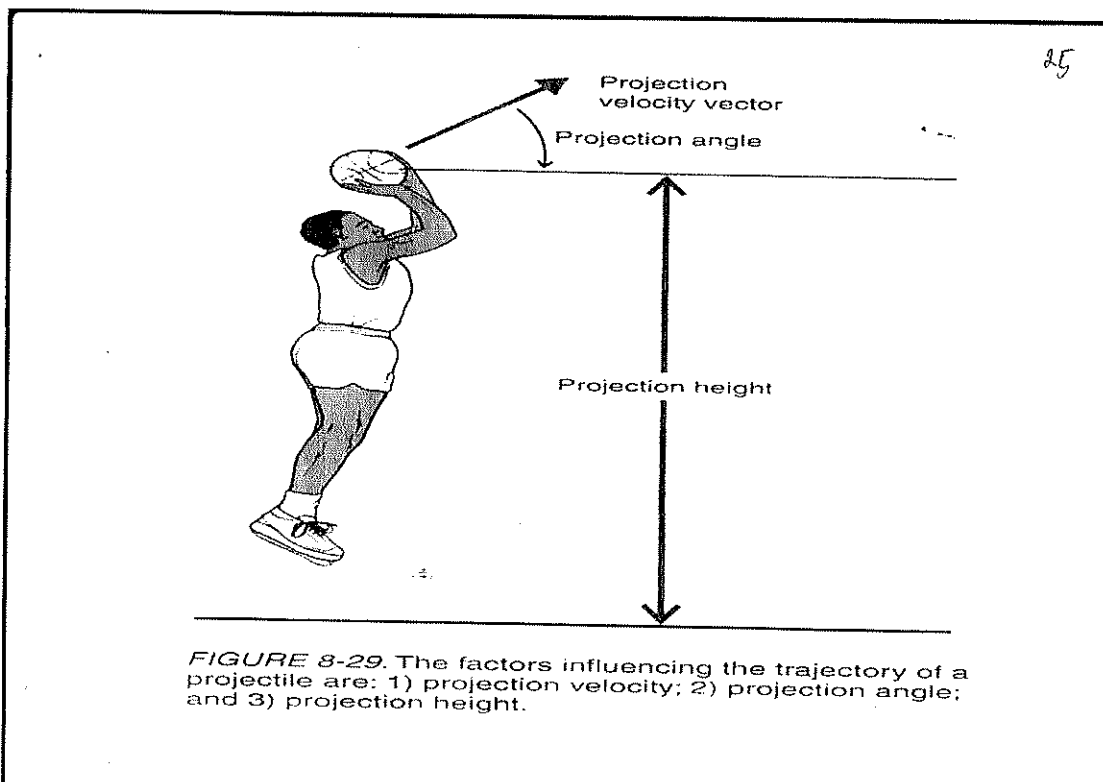 25
Projection
velocity vector
Projection angle
Projection height
FIGURE 8-29. The factors influencing the trajectory of a
projectile are: 1) projection velocity; 2) projection angle;
and 3) projection height.